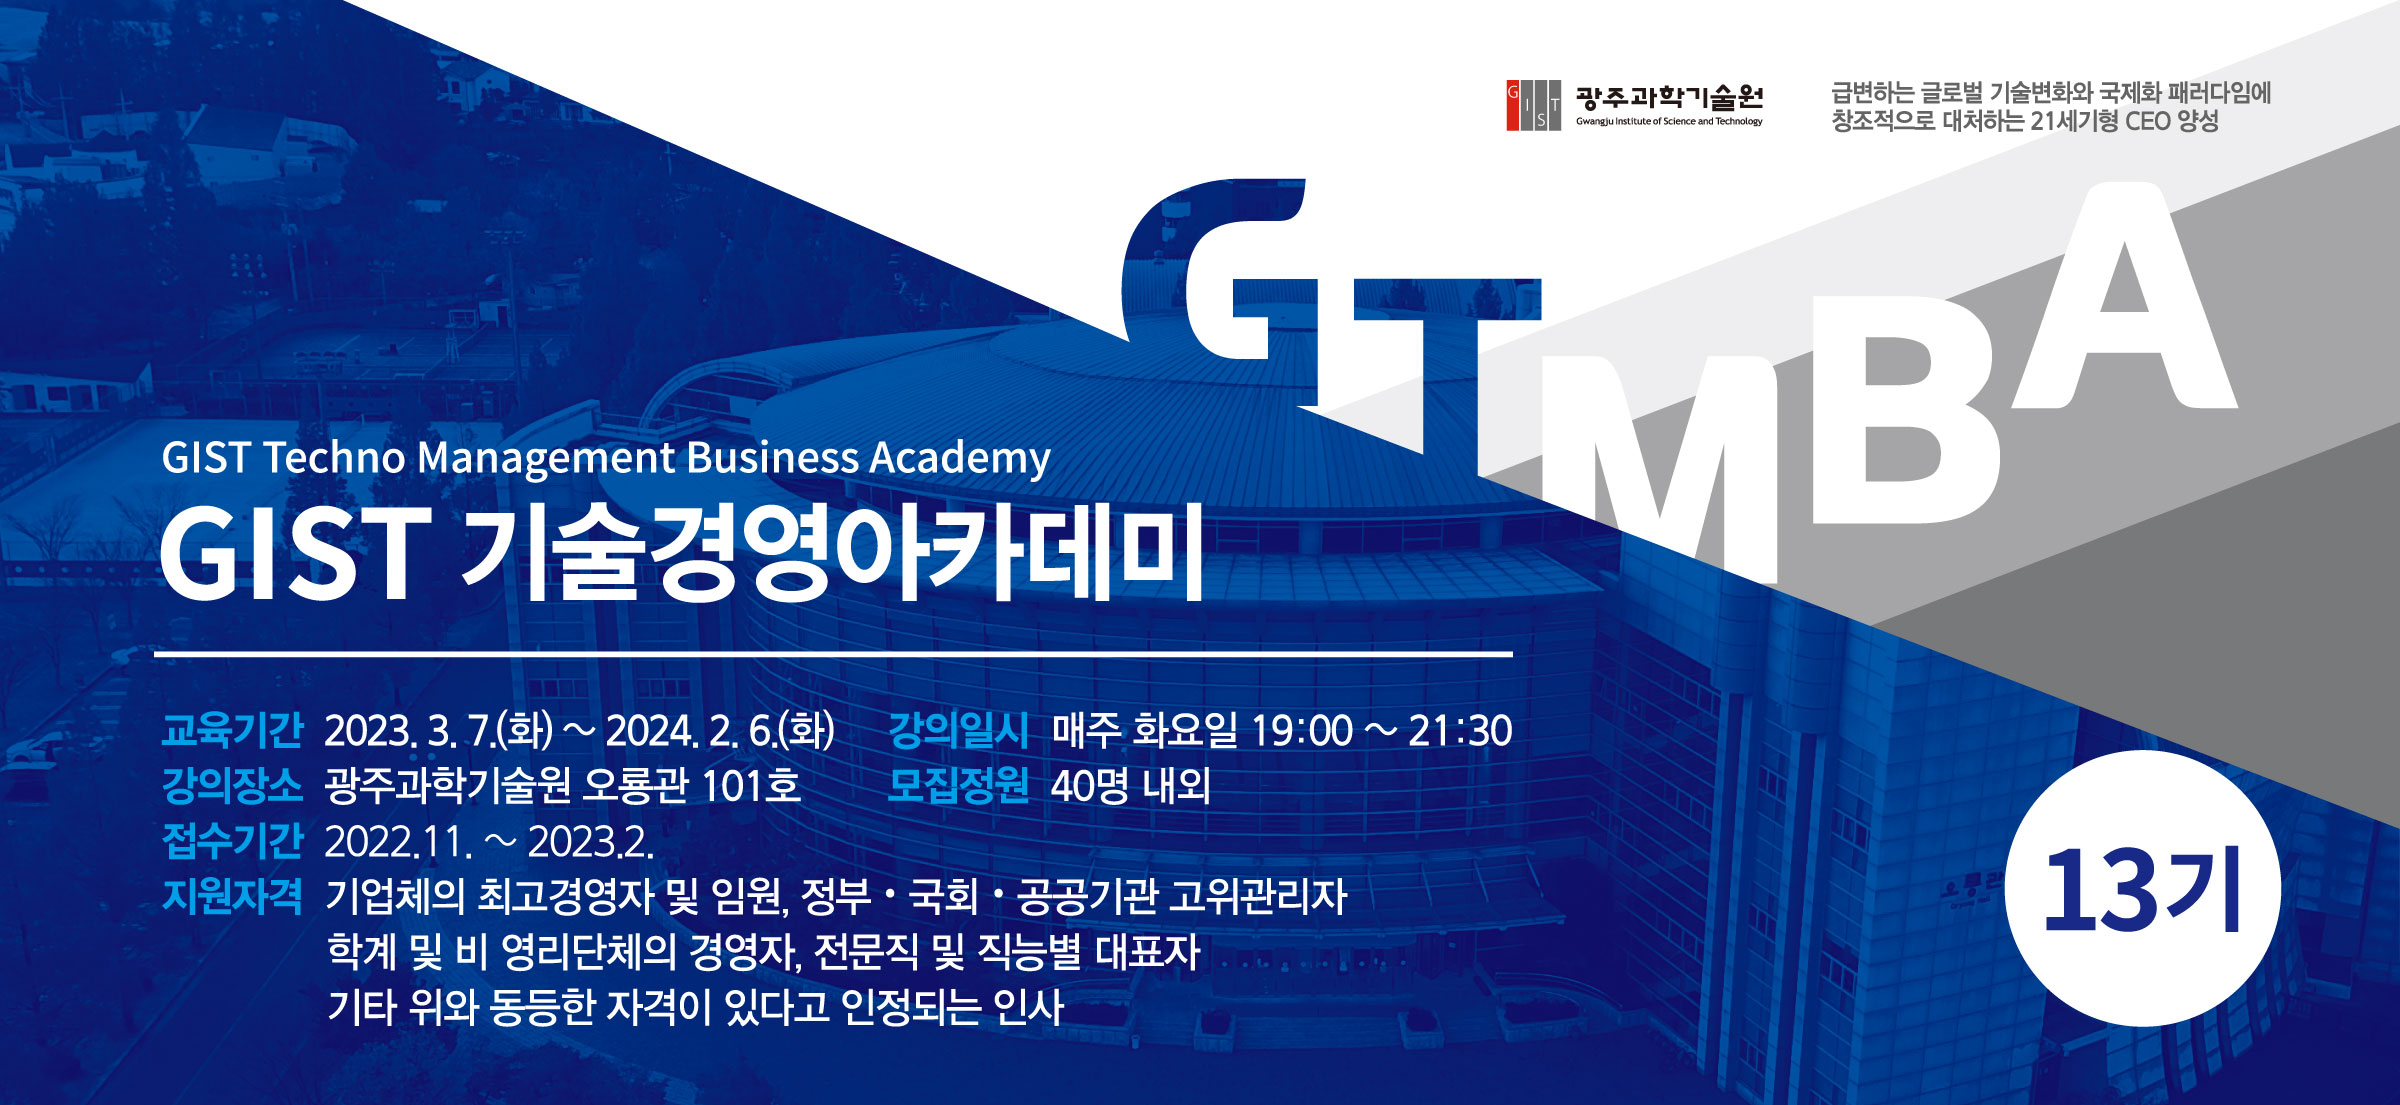 GIST
광주과학기술원
Gwangju Institute of Science and Technology
급변하는 글로벌 기술변화와 국제화 패러다임에
창조적으로 대처하는 21세기형 CEO 양성
GTMBA
GIST Techno Management Business Academy
GIST 기술경영아카데미
교육기간 2023. 3. 7.(화) ~ 2024. 2. 6.(화) 강의일시 매주 화요일 19:00 ~ 21:30
강의장소 광주과학기술원 오룡관 101호 모집정원 40명 내외
접수기간 2022.11. ~ 2023.2.
지원자격 기업체의 최고경영자 및 임원, 정부・국회・공공기관 고위관리자
학계 및 비 영리단체의 경영자, 전문직 및 직능별 대표자
기타 위와 동등한 자격이 있다고 인정되는 인사
오룡관
13기